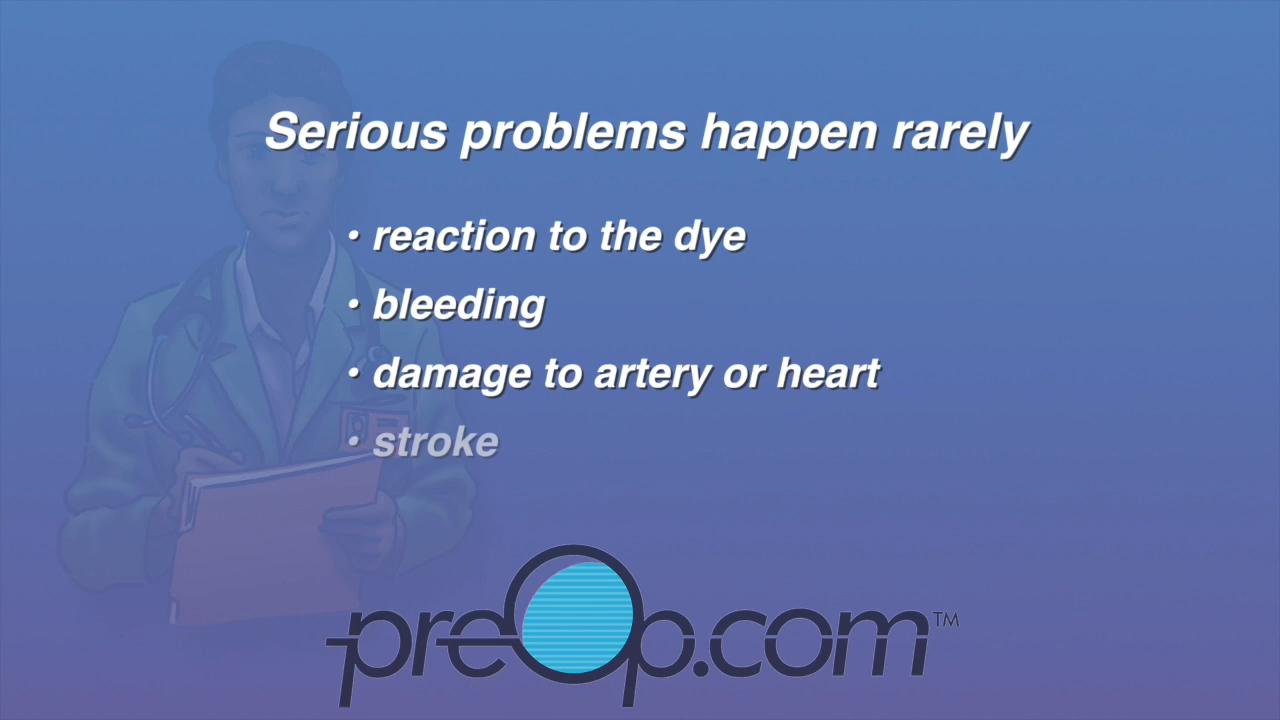 Serious problems happen rarely
• reaction to the dye
• bleeding
• damage to artery or heart
• stroke
preOp.com™